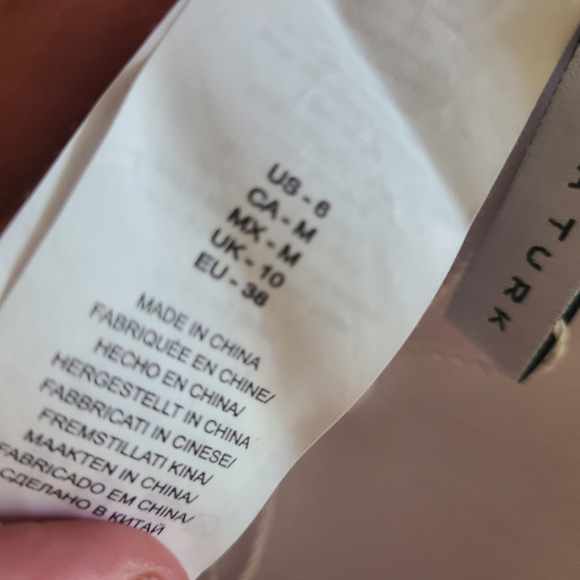 US - 6
CA - M
MX - M
UK - 10
EU - 38
MADE IN CHINA
FABRIQUÉE EN CHINE/
HECHO EN CHINA/
HERGESTELLT IN CHINA
FABBRICATI IN CINESE/
FREMSTILLATI KINA/
MAAKTEN IN CHINA/
FABRICADO EM CHINA/
СДЕЛАНО В КИТАЙ
TURK